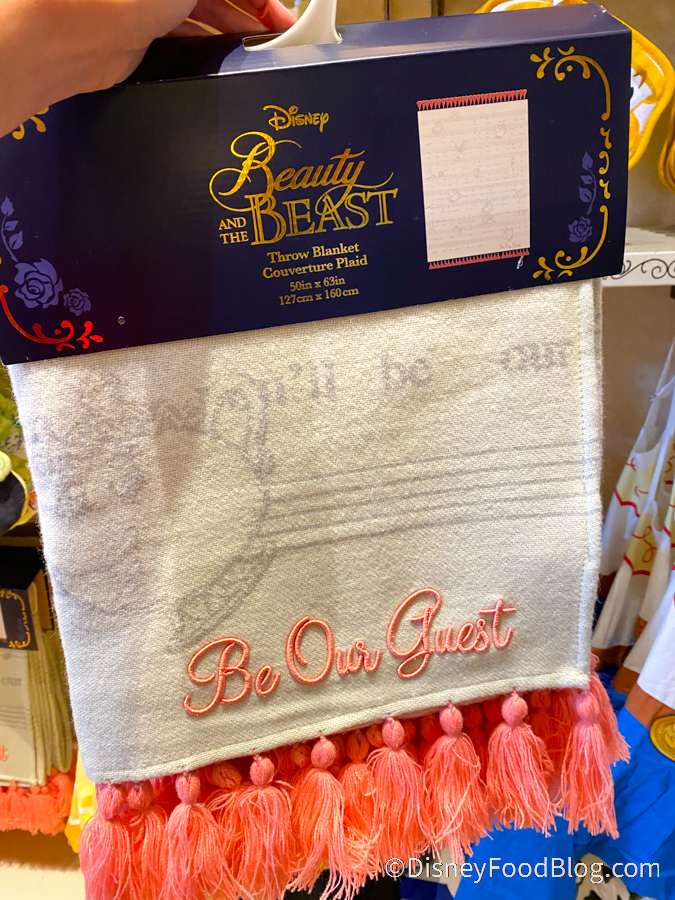 Disney
Beauty
AND THE BEAST
Throw Blanket
Couverture Plaid
50in x 63in
127cm x 160cm
I'll be our
Be Our Guest
©DisneyFoodBlog.com